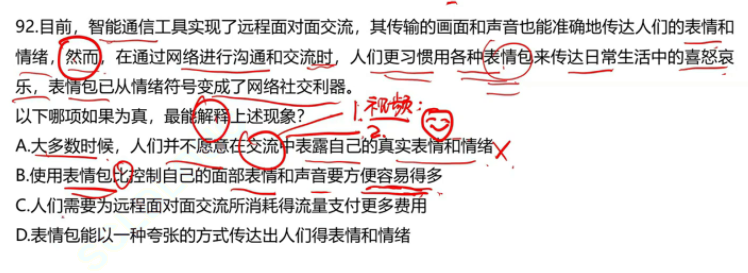 92.目前，智能通信工具实现了远程面对面交流，其传输的画面和声音也能准确地传达人们的表情和
情绪，然而，在通过网络进行沟通和交流时，人们更习惯用各种表情包来传达日常生活中的喜怒哀
乐，表情包已从情绪符号变成了网络社交利器。
以下哪项如果为真，最能解释上述现象？
1.视频：
2.
A.大多数时候，人们并不愿意在交流中表露自己的真实表情和情绪
B.使用表情包比控制自己的面部表情和声音要方便容易得多
C.人们需要为远程面对面交流所消耗得流量支付更多费用
D.表情包能以一种夸张的方式传达出人们得表情和情绪